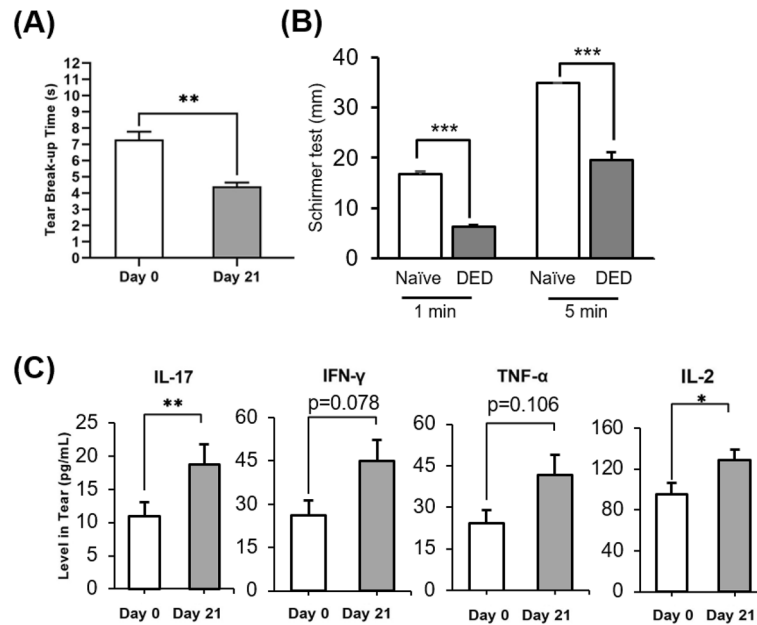 (A)
Tear Break-up Time (s)
12
11
10
9
8
7
6
5
4
3
2
1
0
**
Day 0 Day 21
(B)
Schirmer test (mm)
40
30
20
10
0
***
***
Naïve DED Naïve DED
1 min 5 min
(C)
Level in Tear (pg/mL)
IL-17
**
25
20
15
10
5
0
Day 0 Day 21
IFN-γ
p=0.078
60
45
30
15
0
Day 0 Day 21
TNF-α
p=0.106
60
45
30
15
0
Day 0 Day 21
IL-2
*
160
120
80
40
0
Day 0 Day 21